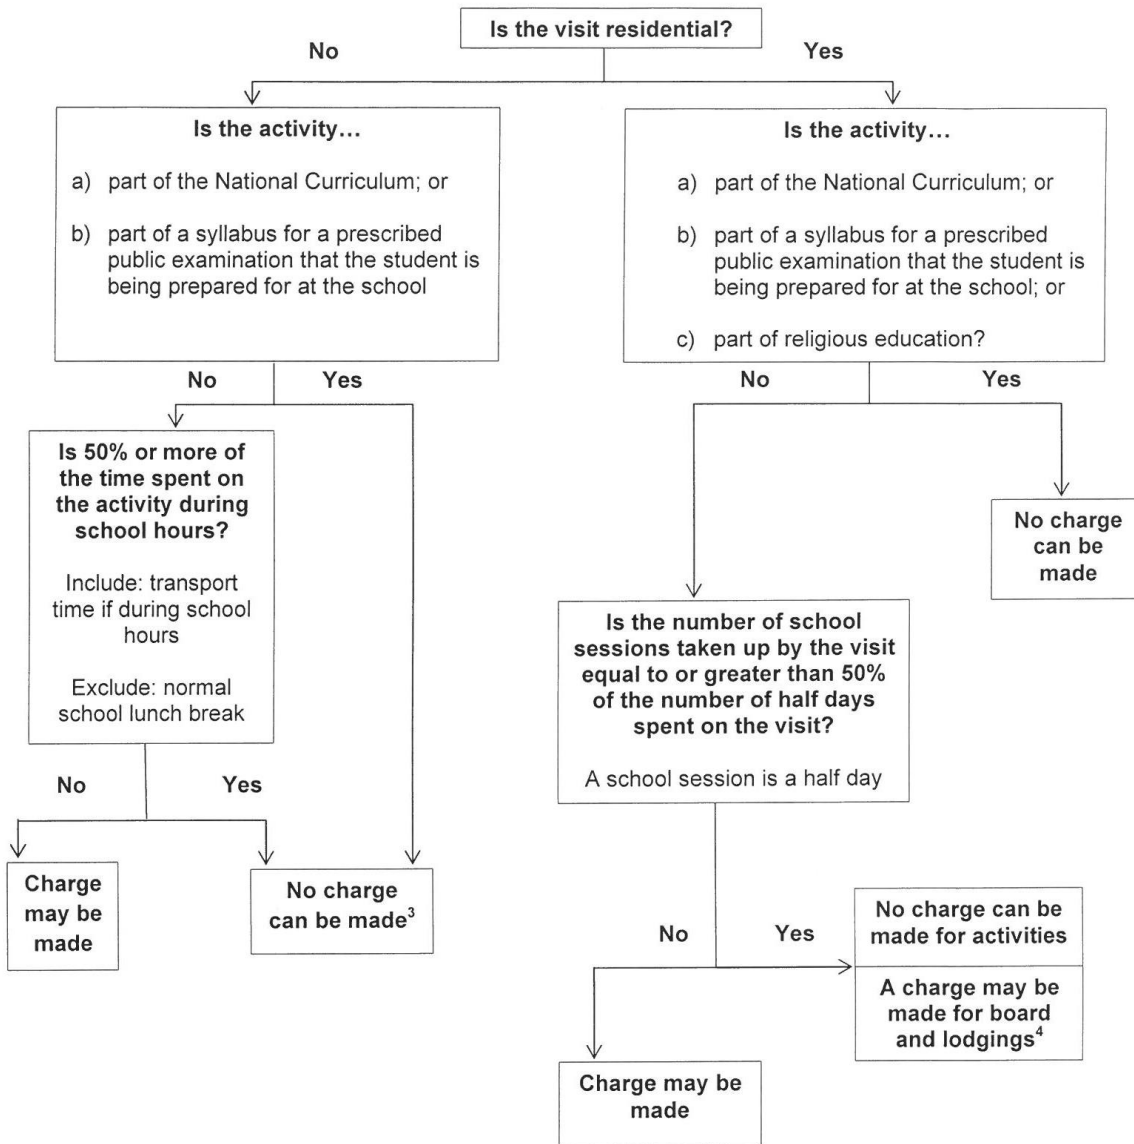 Is the visit residential?
No
Yes
Is the activity…
a) part of the National Curriculum; or
b) part of a syllabus for a prescribed
public examination that the student is
being prepared for at the school
Is the activity…
a) part of the National Curriculum; or
b) part of a syllabus for a prescribed
public examination that the student is
being prepared for at the school; or
c) part of religious education?
No
Yes
No
Yes
Is 50% or more of
the time spent on
the activity during
school hours?
Include: transport
time if during school
hours
Exclude: normal
school lunch break
No charge
can be
made
Is the number of school
sessions taken up by the visit
equal to or greater than 50%
of the number of half days
spent on the visit?
A school session is a half day
No
Yes
Charge
may be
made
No charge
can be made³
No
Yes
No charge can be
made for activities
A charge may be
made for board
and lodgings⁴
Charge may be
made